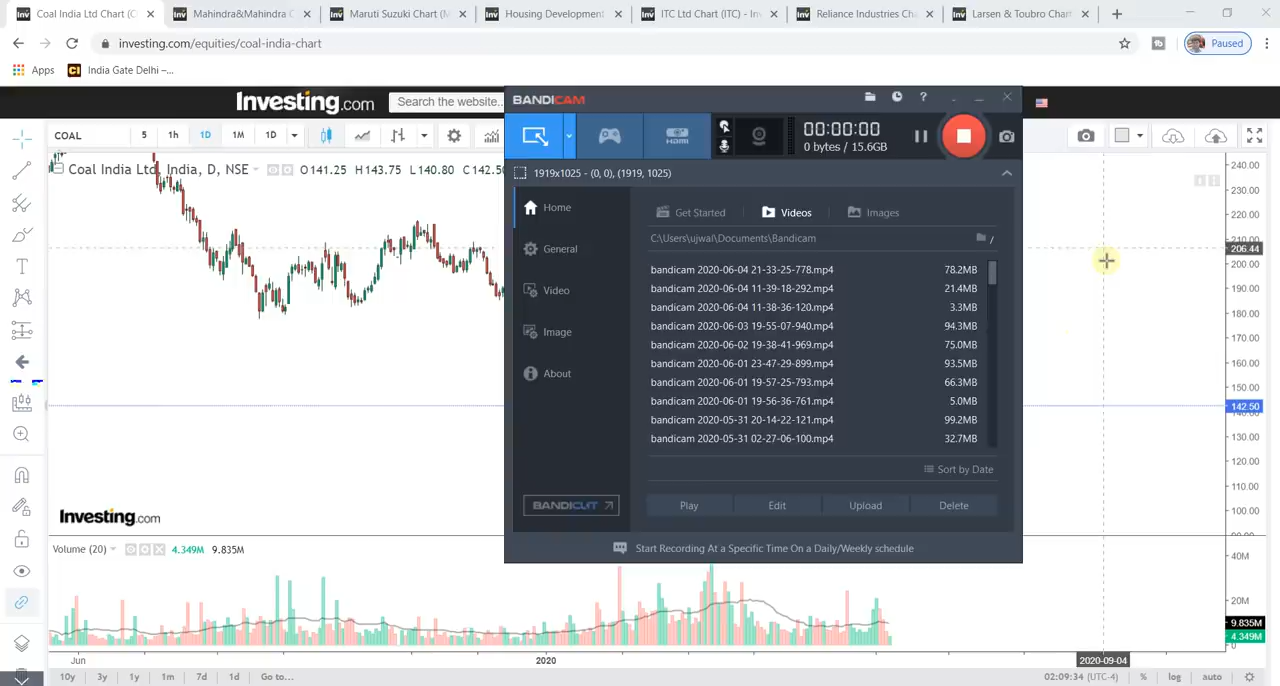 Coal India Ltd Chart (C
Mahindra&Mahindra C
Maruti Suzuki Chart (M
Housing Development
ITC Ltd Chart (ITC) - Inv
Reliance Industries Cha
Larsen & Toubro Chart
investing.com/equities/coal-india-chart
Paused
Apps
India Gate Delhi –...
Investing.com
Search the website...
COAL
5
1h
1D
1M
1D
Coal India Ltd, India, D, NSE
O141.25
H143.75
L140.80
C142.50
BANDICAM
00:00:00
0 bytes / 15.6GB
1919x1025 - (0, 0), (1919, 1025)
Home
General
Video
Image
About
Get Started
Videos
Images
C:\Users\ujwal\Documents\Bandicam
/
bandicam 2020-06-04 21-33-25-778.mp4 78.2MB
bandicam 2020-06-04 11-39-18-292.mp4 21.4MB
bandicam 2020-06-04 11-38-36-120.mp4 3.3MB
bandicam 2020-06-03 19-55-07-940.mp4 94.3MB
bandicam 2020-06-02 19-38-41-969.mp4 75.0MB
bandicam 2020-06-01 23-47-29-899.mp4 93.5MB
bandicam 2020-06-01 19-57-25-793.mp4 66.3MB
bandicam 2020-06-01 19-56-36-761.mp4 5.0MB
bandicam 2020-05-31 20-14-22-121.mp4 99.2MB
bandicam 2020-05-31 02-27-06-100.mp4 32.7MB
Sort by Date
Play
Edit
Upload
Delete
BANDICUT
Start Recording At a Specific Time On a Daily/Weekly schedule
240.00
230.00
220.00
206.44
200.00
190.00
180.00
170.00
160.00
150.00
142.50
130.00
120.00
110.00
100.00
Investing.com
Volume (20)
4.349M
9.835M
40M
20M
9.835M
4.349M
Jun
2020
2020-09-04
10y
3y
1y
1m
7d
1d
Go to...
02:09:34 (UTC-4)
%
log
auto